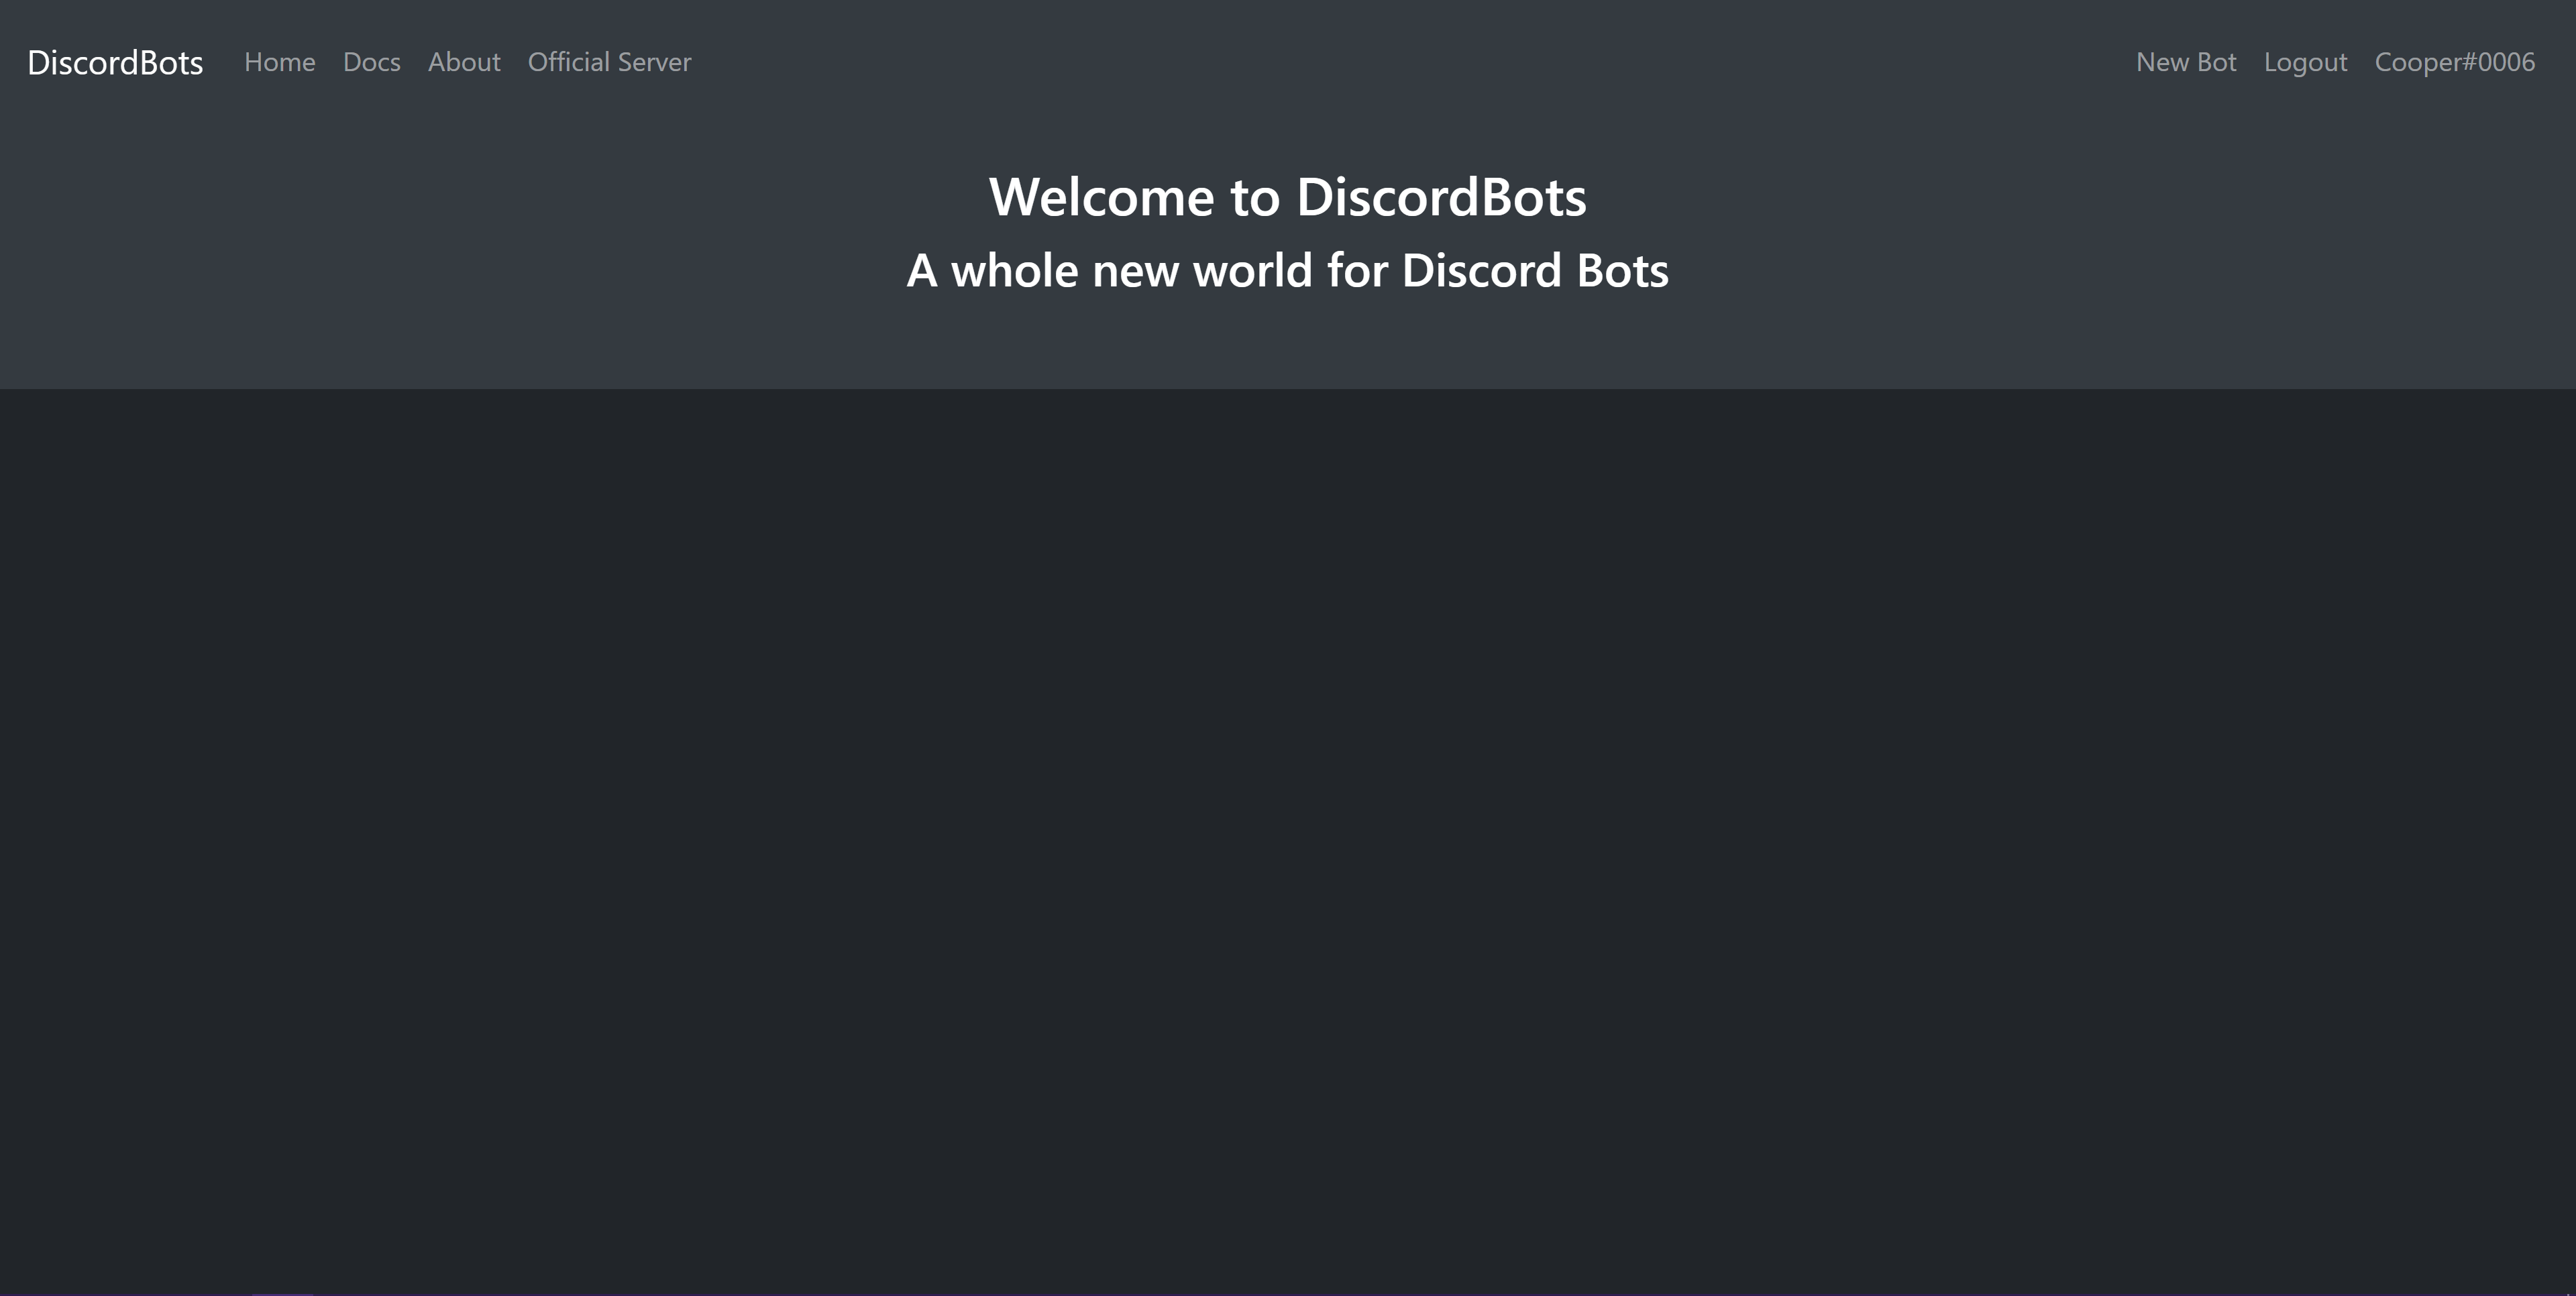 DiscordBots Home Docs About Official Server New Bot Logout Cooper#0006
Welcome to DiscordBots
A whole new world for Discord Bots